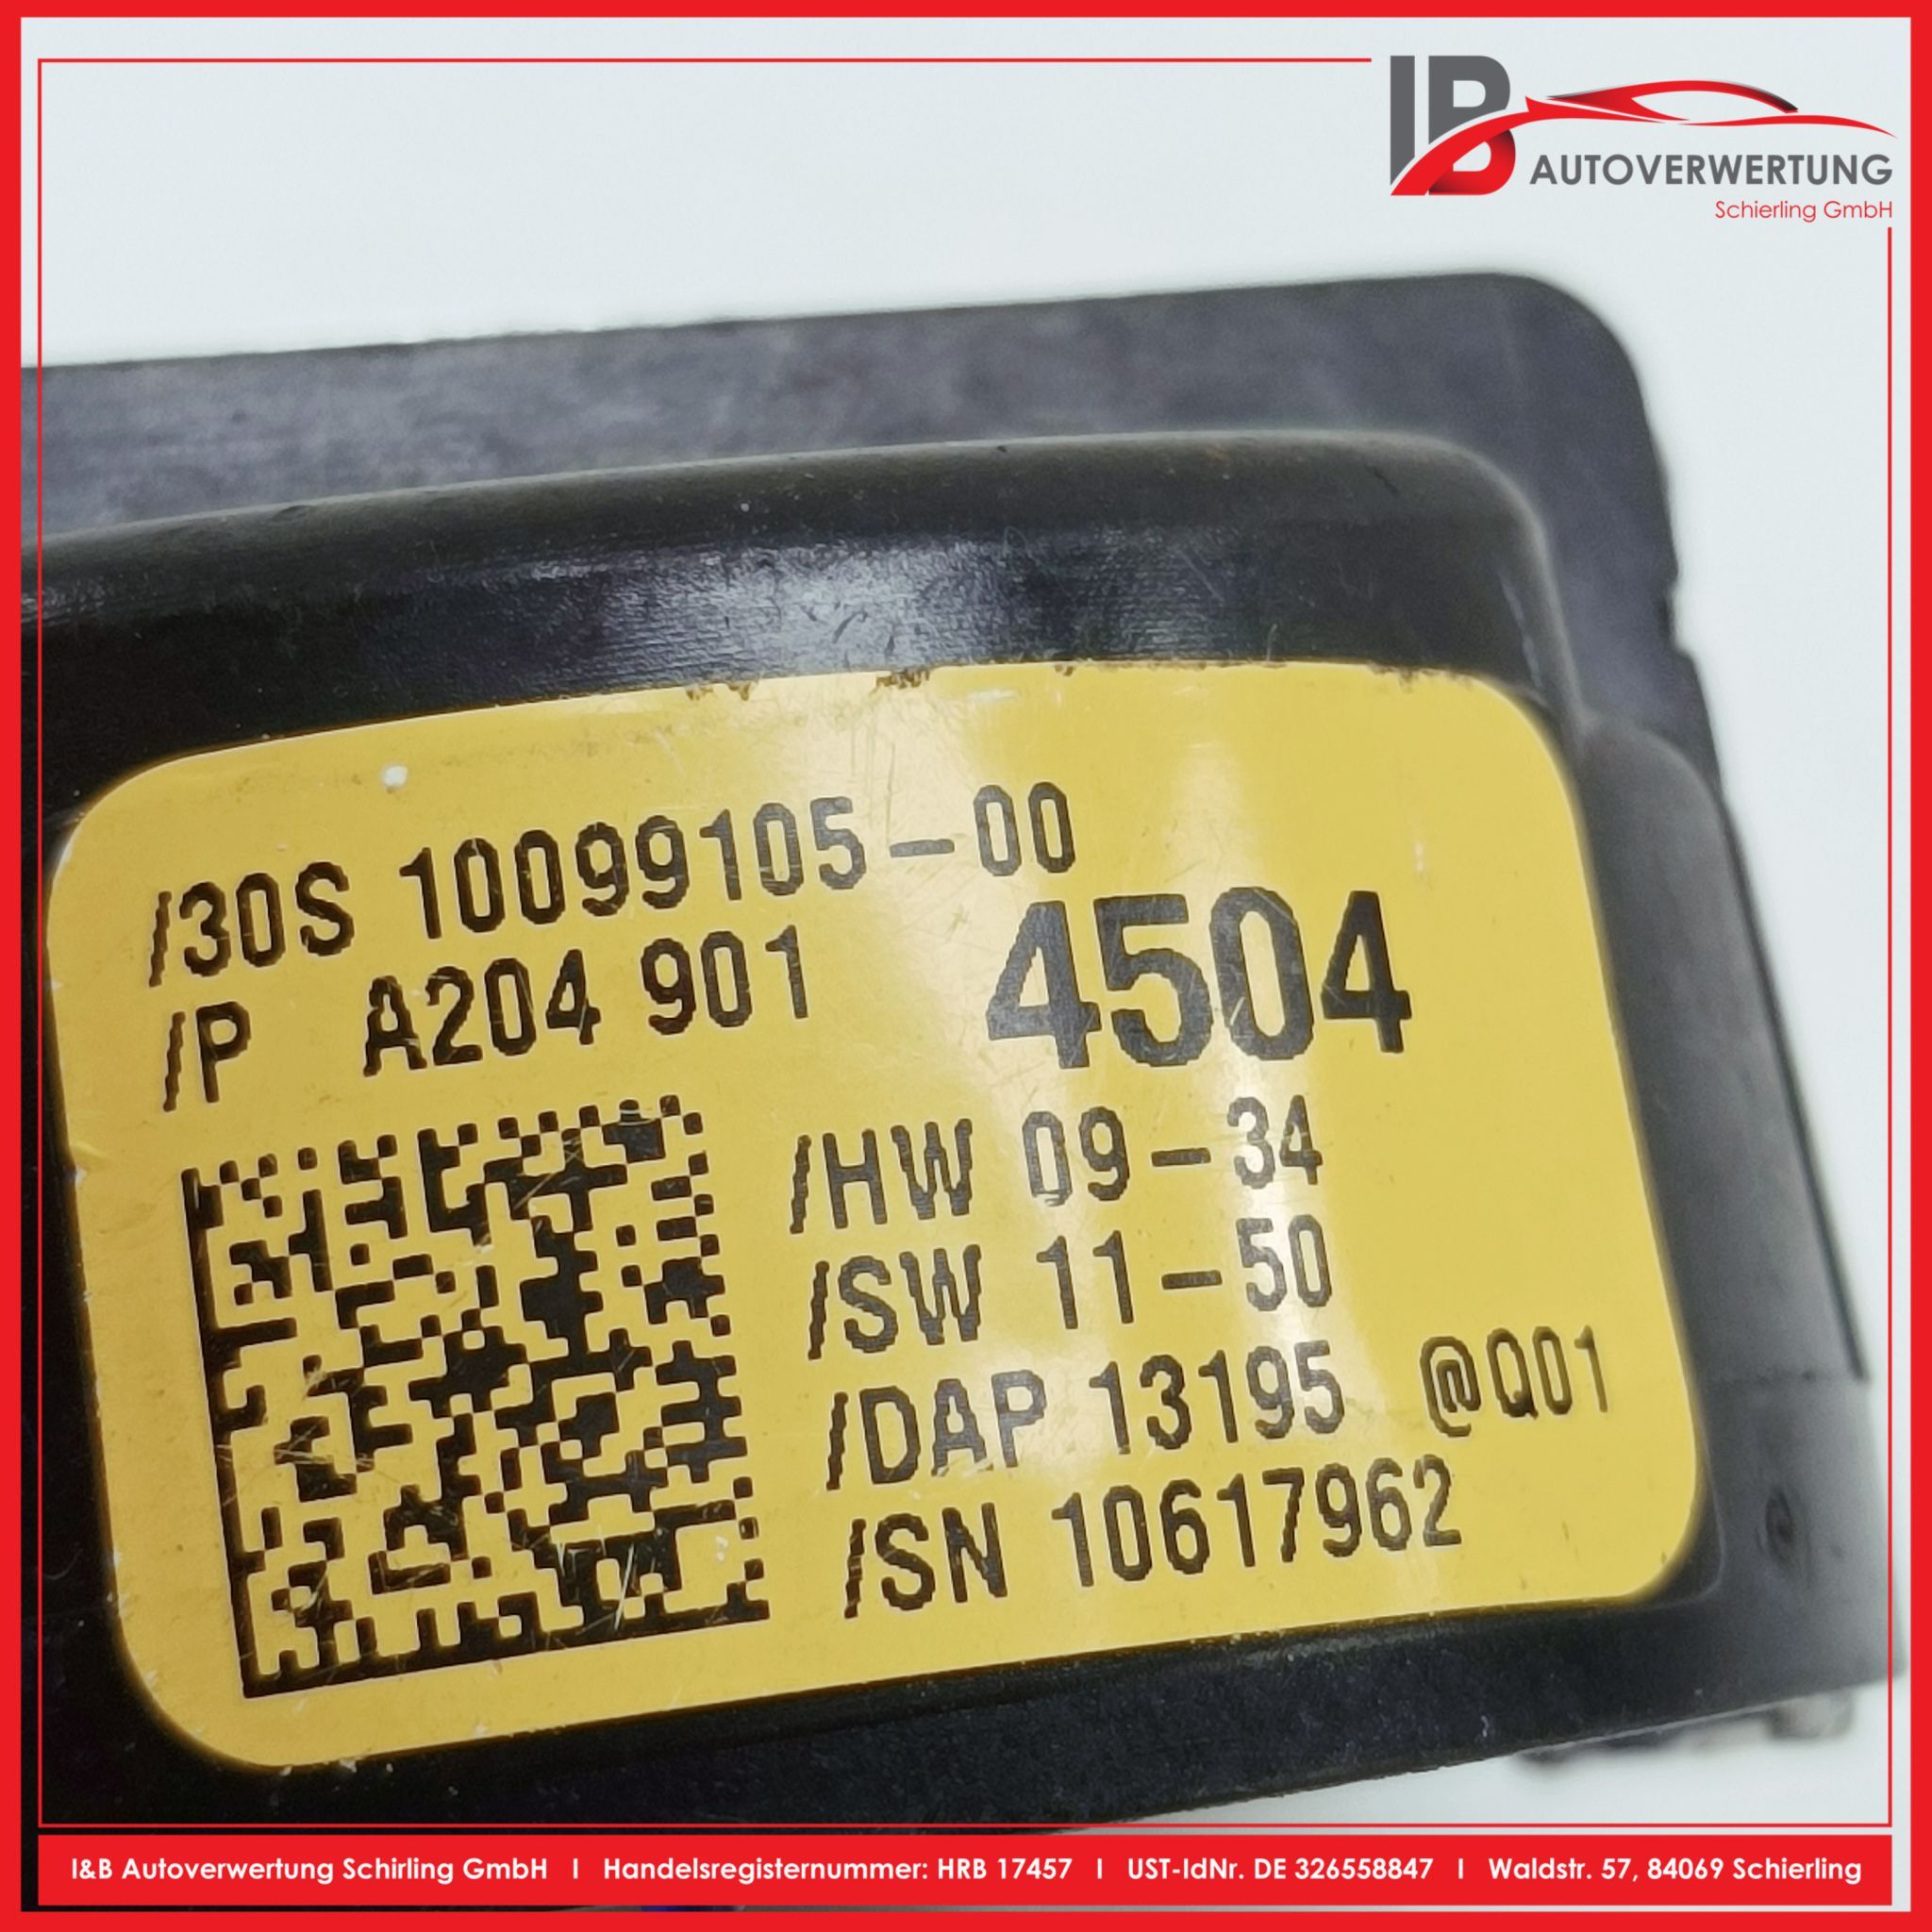 IB AUTOVERWERTUNG
Schierling GmbH
/30S 10099105-00
/P A204 901 4504
/HW 09-34
/SW 11-50
/DAP 13195 @Q01
/SN 10617962
I&B Autoverwertung Schirling GmbH I Handelsregisternummer: HRB 17457 I UST-IdNr. DE 326558847 I Waldstr. 57, 84069 Schierling